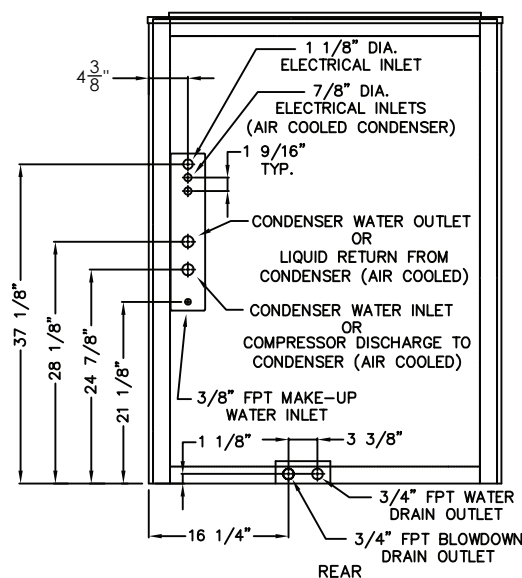 1 1/8" DIA.
ELECTRICAL INLET
4 3/8"
7/8" DIA.
ELECTRICAL INLETS
(AIR COOLED CONDENSER)
1 9/16"
TYP.
CONDENSER WATER OUTLET
OR
LIQUID RETURN FROM
CONDENSER (AIR COOLED)
CONDENSER WATER INLET
OR
COMPRESSOR DISCHARGE TO
CONDENSER (AIR COOLED)
37 1/8"
28 1/8"
24 7/8"
21 1/8"
3/8" FPT MAKE-UP
WATER INLET
1 1/8"
3 3/8"
3/4" FPT WATER
DRAIN OUTLET
16 1/4"
3/4" FPT BLOWDOWN
DRAIN OUTLET
REAR